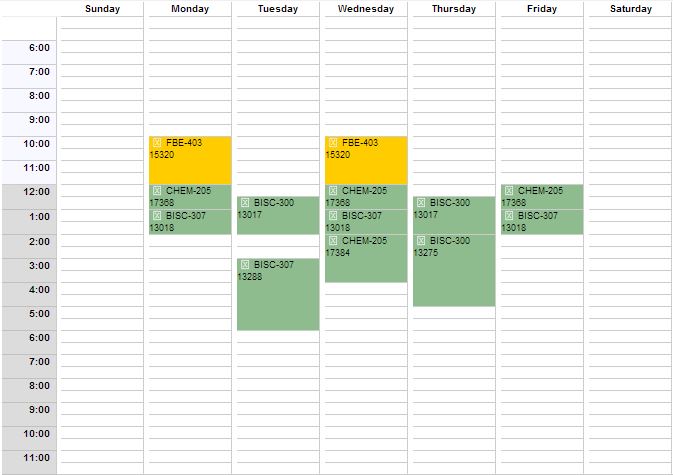 Sunday Monday Tuesday Wednesday Thursday Friday Saturday
6:00
7:00
8:00
9:00
10:00 FBE-403 FBE-403
15320 15320
11:00
12:00 CHEM-205 CHEM-205 CHEM-205
17368 BISC-300 17368 BISC-300 17368
1:00 BISC-307 13017 BISC-307 13017 BISC-307
13018 13018 13018
2:00 CHEM-205 BISC-300
17384 13275
3:00 BISC-307
13288
4:00
5:00
6:00
7:00
8:00
9:00
10:00
11:00